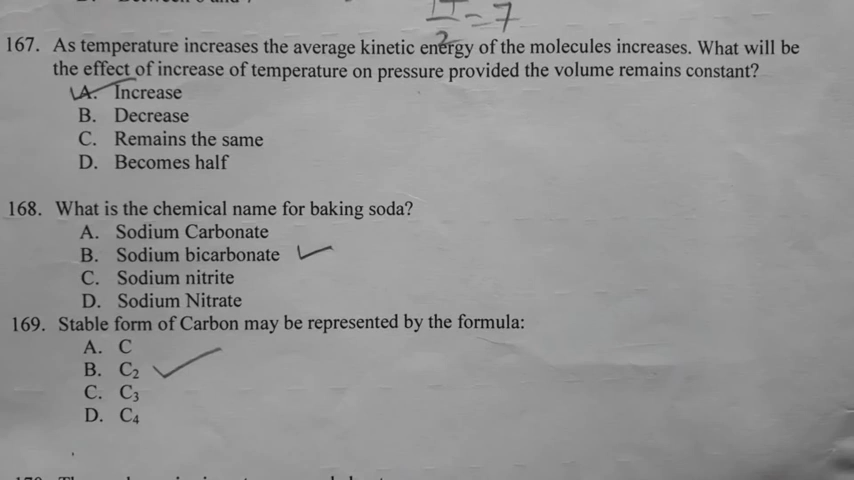 = 7
167. As temperature increases the average kinetic energy of the molecules increases. What will be
the effect of increase of temperature on pressure provided the volume remains constant?
A. Increase
B. Decrease
C. Remains the same
D. Becomes half
168. What is the chemical name for baking soda?
A. Sodium Carbonate
B. Sodium bicarbonate
C. Sodium nitrite
D. Sodium Nitrate
169. Stable form of Carbon may be represented by the formula:
A. C
B. C₂
C. C₃
D. C₄